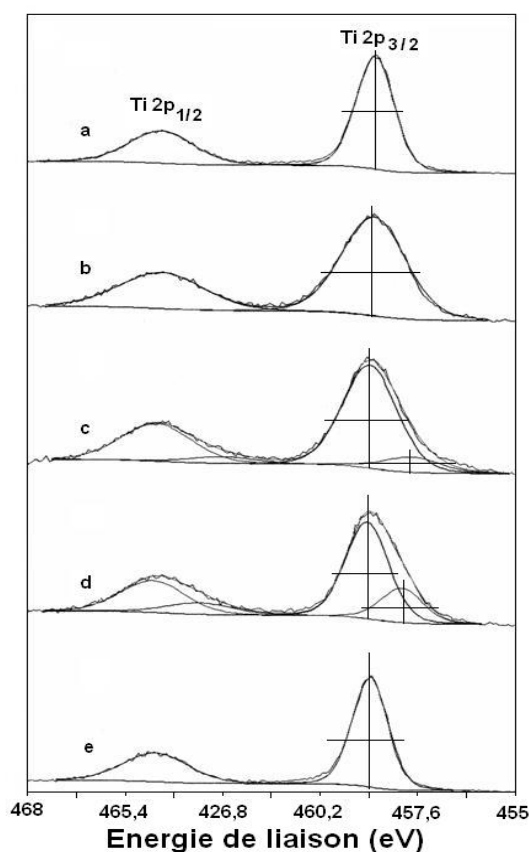 Ti 2p3/2
Ti 2p1/2
a
b
c
d
e
468 465,4 426,8 460,2 457,6 455
Energie de liaison (eV)